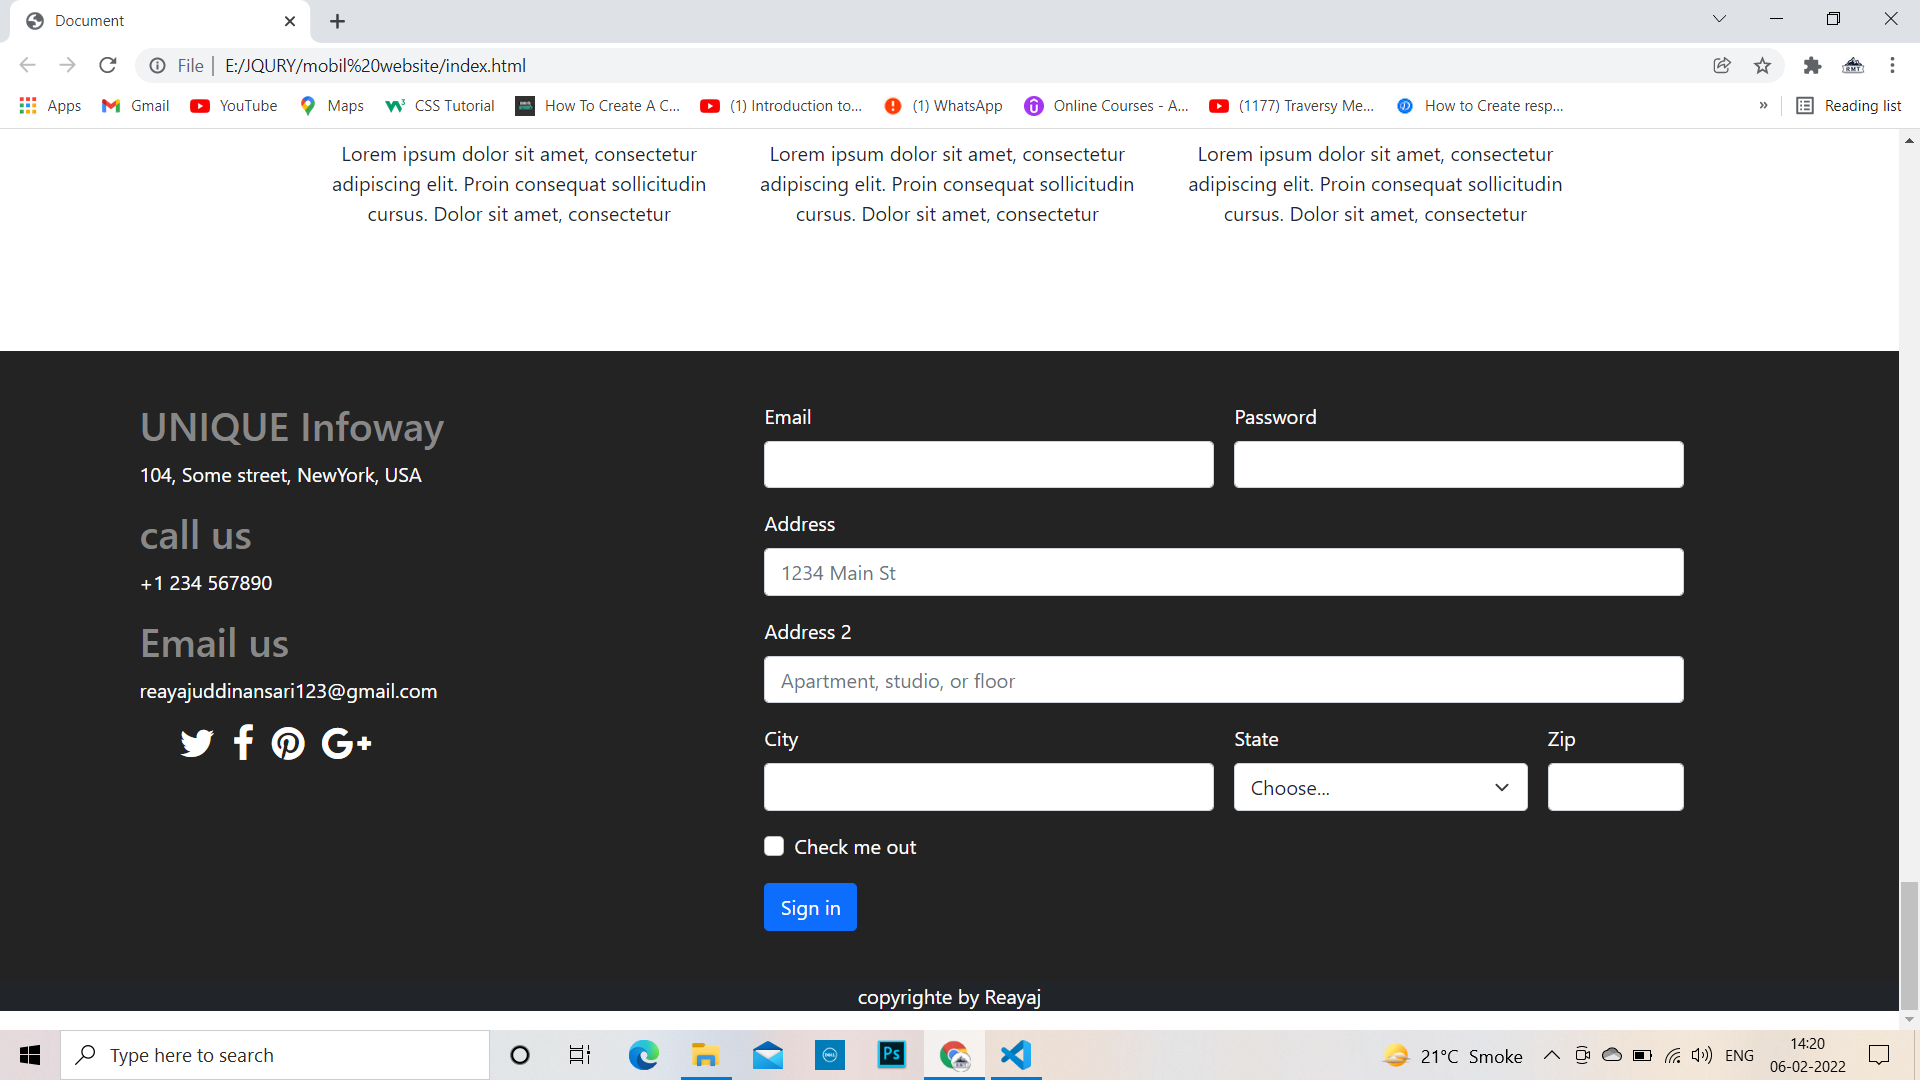 Document
File
E:/JQURY/mobil%20website/index.html
Apps
Gmail
YouTube
Maps
CSS Tutorial
How To Create A C...
(1) Introduction to...
(1) WhatsApp
Online Courses - A...
(1177) Traversy Me...
How to Create resp...
»
Reading list
Lorem ipsum dolor sit amet, consectetur
adipiscing elit. Proin consequat sollicitudin
cursus. Dolor sit amet, consectetur
Lorem ipsum dolor sit amet, consectetur
adipiscing elit. Proin consequat sollicitudin
cursus. Dolor sit amet, consectetur
Lorem ipsum dolor sit amet, consectetur
adipiscing elit. Proin consequat sollicitudin
cursus. Dolor sit amet, consectetur
UNIQUE Infoway
104, Some street, NewYork, USA
call us
+1 234 567890
Email us
reayajuddinansari123@gmail.com
Email
Password
Address
1234 Main St
Address 2
Apartment, studio, or floor
City
State
Zip
Choose...
Check me out
Sign in
copyrighte by Reayaj
Type here to search
Ps
21°C Smoke
ENG
14:20
06-02-2022